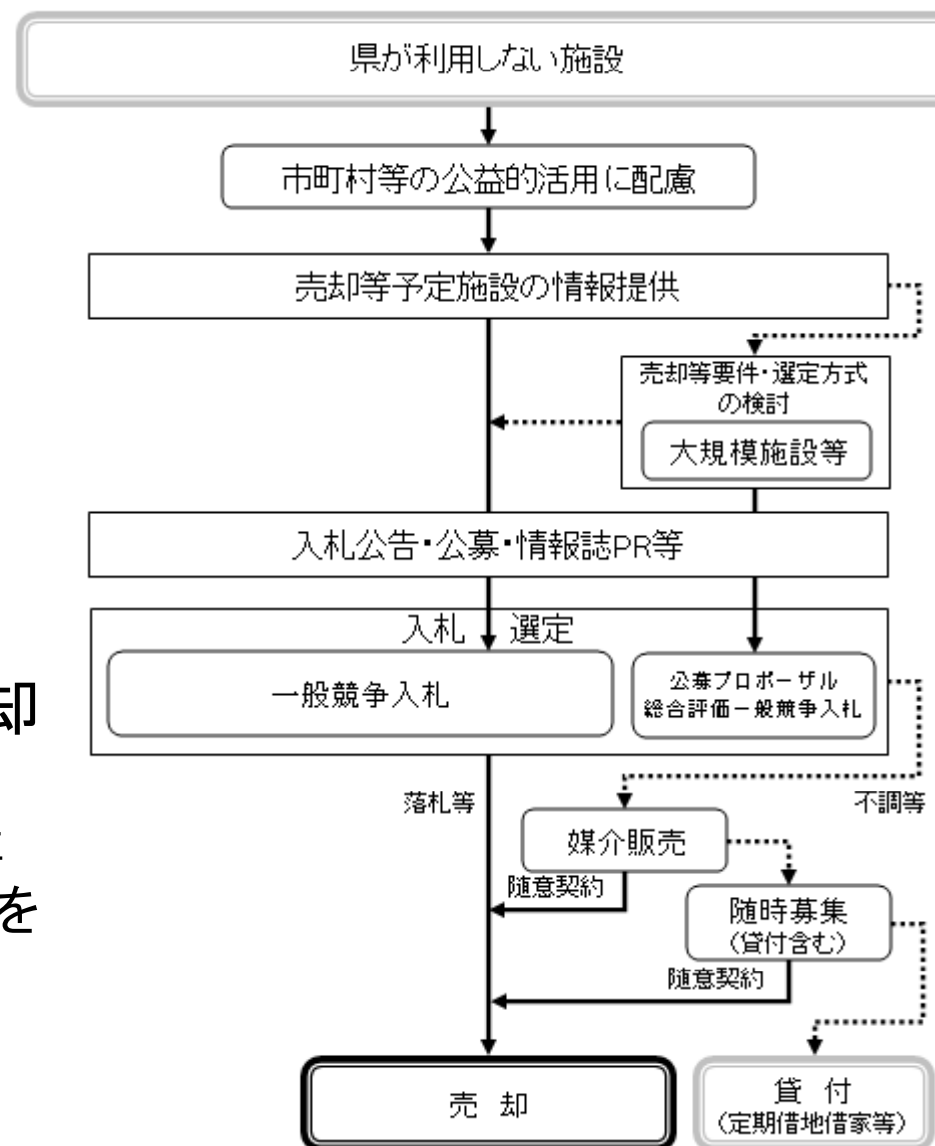 県が利用しない施設
市町村等の公益的活用に配慮
売却等予定施設の情報提供
売却等要件・選定方式
の検討
大規模施設等
入札公告・公募・情報誌PR等
入札 選定
一般競争入札
公募プロポーザル
総合評価一般競争入札
却
落札等
不調等
媒介販売
を
随意契約
随時募集
(貸付含む)
随意契約
売 却
貸 付
(定期借地借家等)